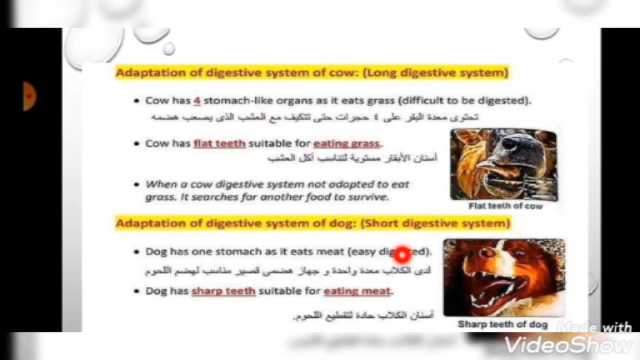 Adaptation of digestive system of cow: (Long digestive system)
• Cow has 4 stomach-like organs as it eats grass (difficult to be digested).
تحتوى معدة البقر على ٤ حجرات حتى تتكيف مع العشب الذى يصعب هضمه
• Cow has flat teeth suitable for eating grass.
أسنان الأبقار مستوية لتناسب أكل العشب
• When a cow digestive system not adapted to eat
grass. It searches for another food to survive.
Flat teeth of cow
Adaptation of digestive system of dog: (Short digestive system)
• Dog has one stomach as it eats meat (easy digested).
لدى الكلاب معدة واحدة و جهاز هضمى قصير مناسب لهضم اللحوم
• Dog has sharp teeth suitable for eating meat.
أسنان الكلاب حادة لتقطيع اللحوم.
Sharp teeth of dog
Made with
VideoShow